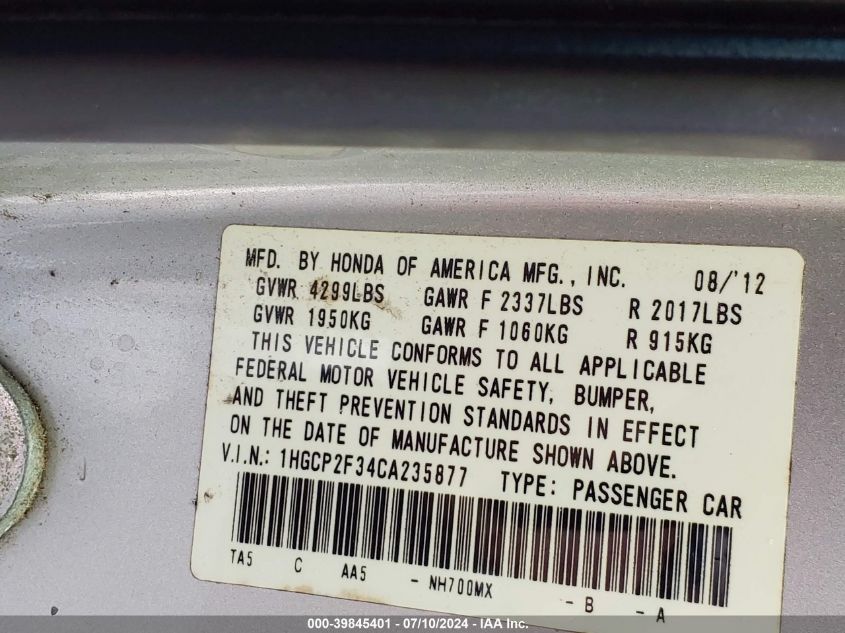 MFD. BY HONDA OF AMERICA MFG., INC. 08/'12
GVWR 4299LBS GAWR F 2337LBS R 2017LBS
GVWR 1950KG GAWR F 1060KG R 915KG
THIS VEHICLE CONFORMS TO ALL APPLICABLE
FEDERAL MOTOR VEHICLE SAFETY, BUMPER,
AND THEFT PREVENTION STANDARDS IN EFFECT
ON THE DATE OF MANUFACTURE SHOWN ABOVE.
V.I.N.: 1HGCP2F34CA235877 TYPE: PASSENGER CAR
TA5 C AA5 - NH700MX - B - A
000-39845401 - 07/10/2024 - IAA Inc.